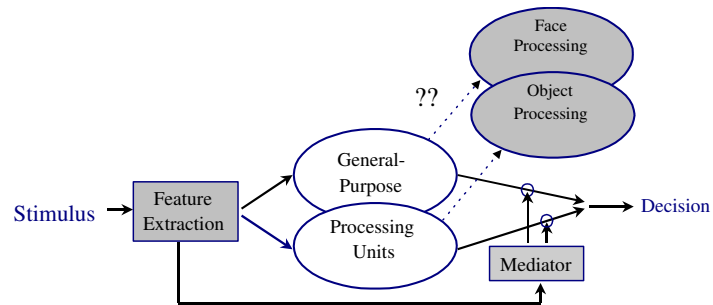 Face
Processing
Object
Processing
??
General-
Purpose
Processing
Units
Feature
Extraction
Stimulus
Decision
Mediator